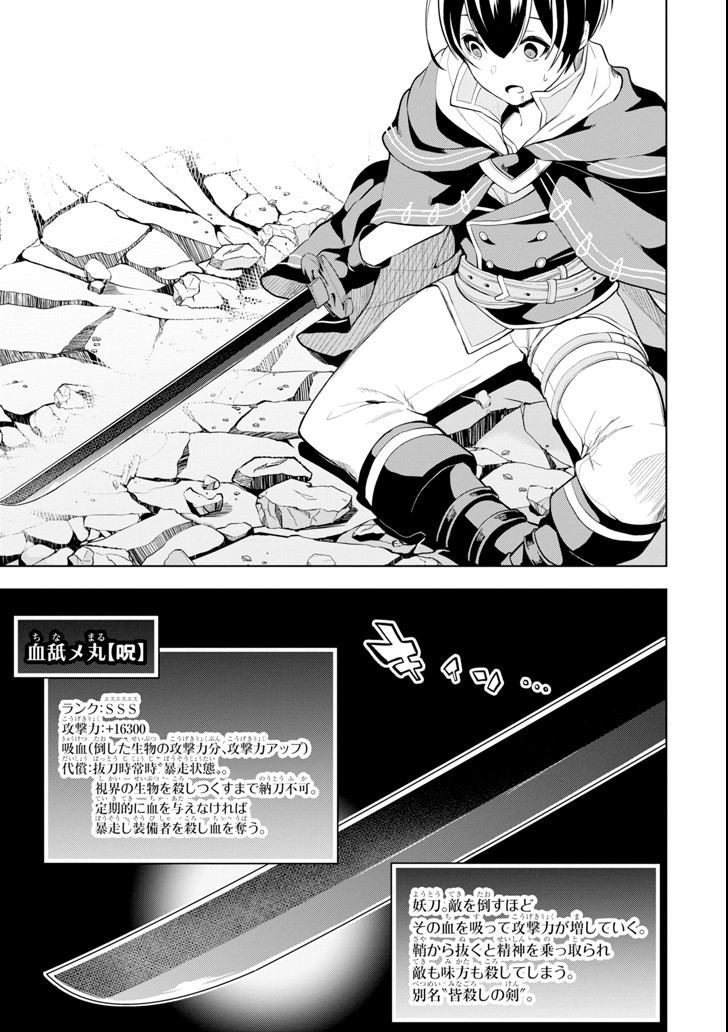 血舐メ丸【呪】
ランク：ＳＳＳ
攻撃力：+16300
吸血（倒した生物の攻撃力分、攻撃力アップ）
代償：抜刀時常時〝暴走状態〟。
視界の生物を殺しつくすまで納刀不可。
定期的に血を与えなければ
暴走し装備者を殺し血を奪う。
妖刀。敵を倒すほど
その血を吸って攻撃力が増していく。
鞘から抜くと精神を乗っ取られ
敵も味方も殺してしまう。
別名〝皆殺しの剣〟。